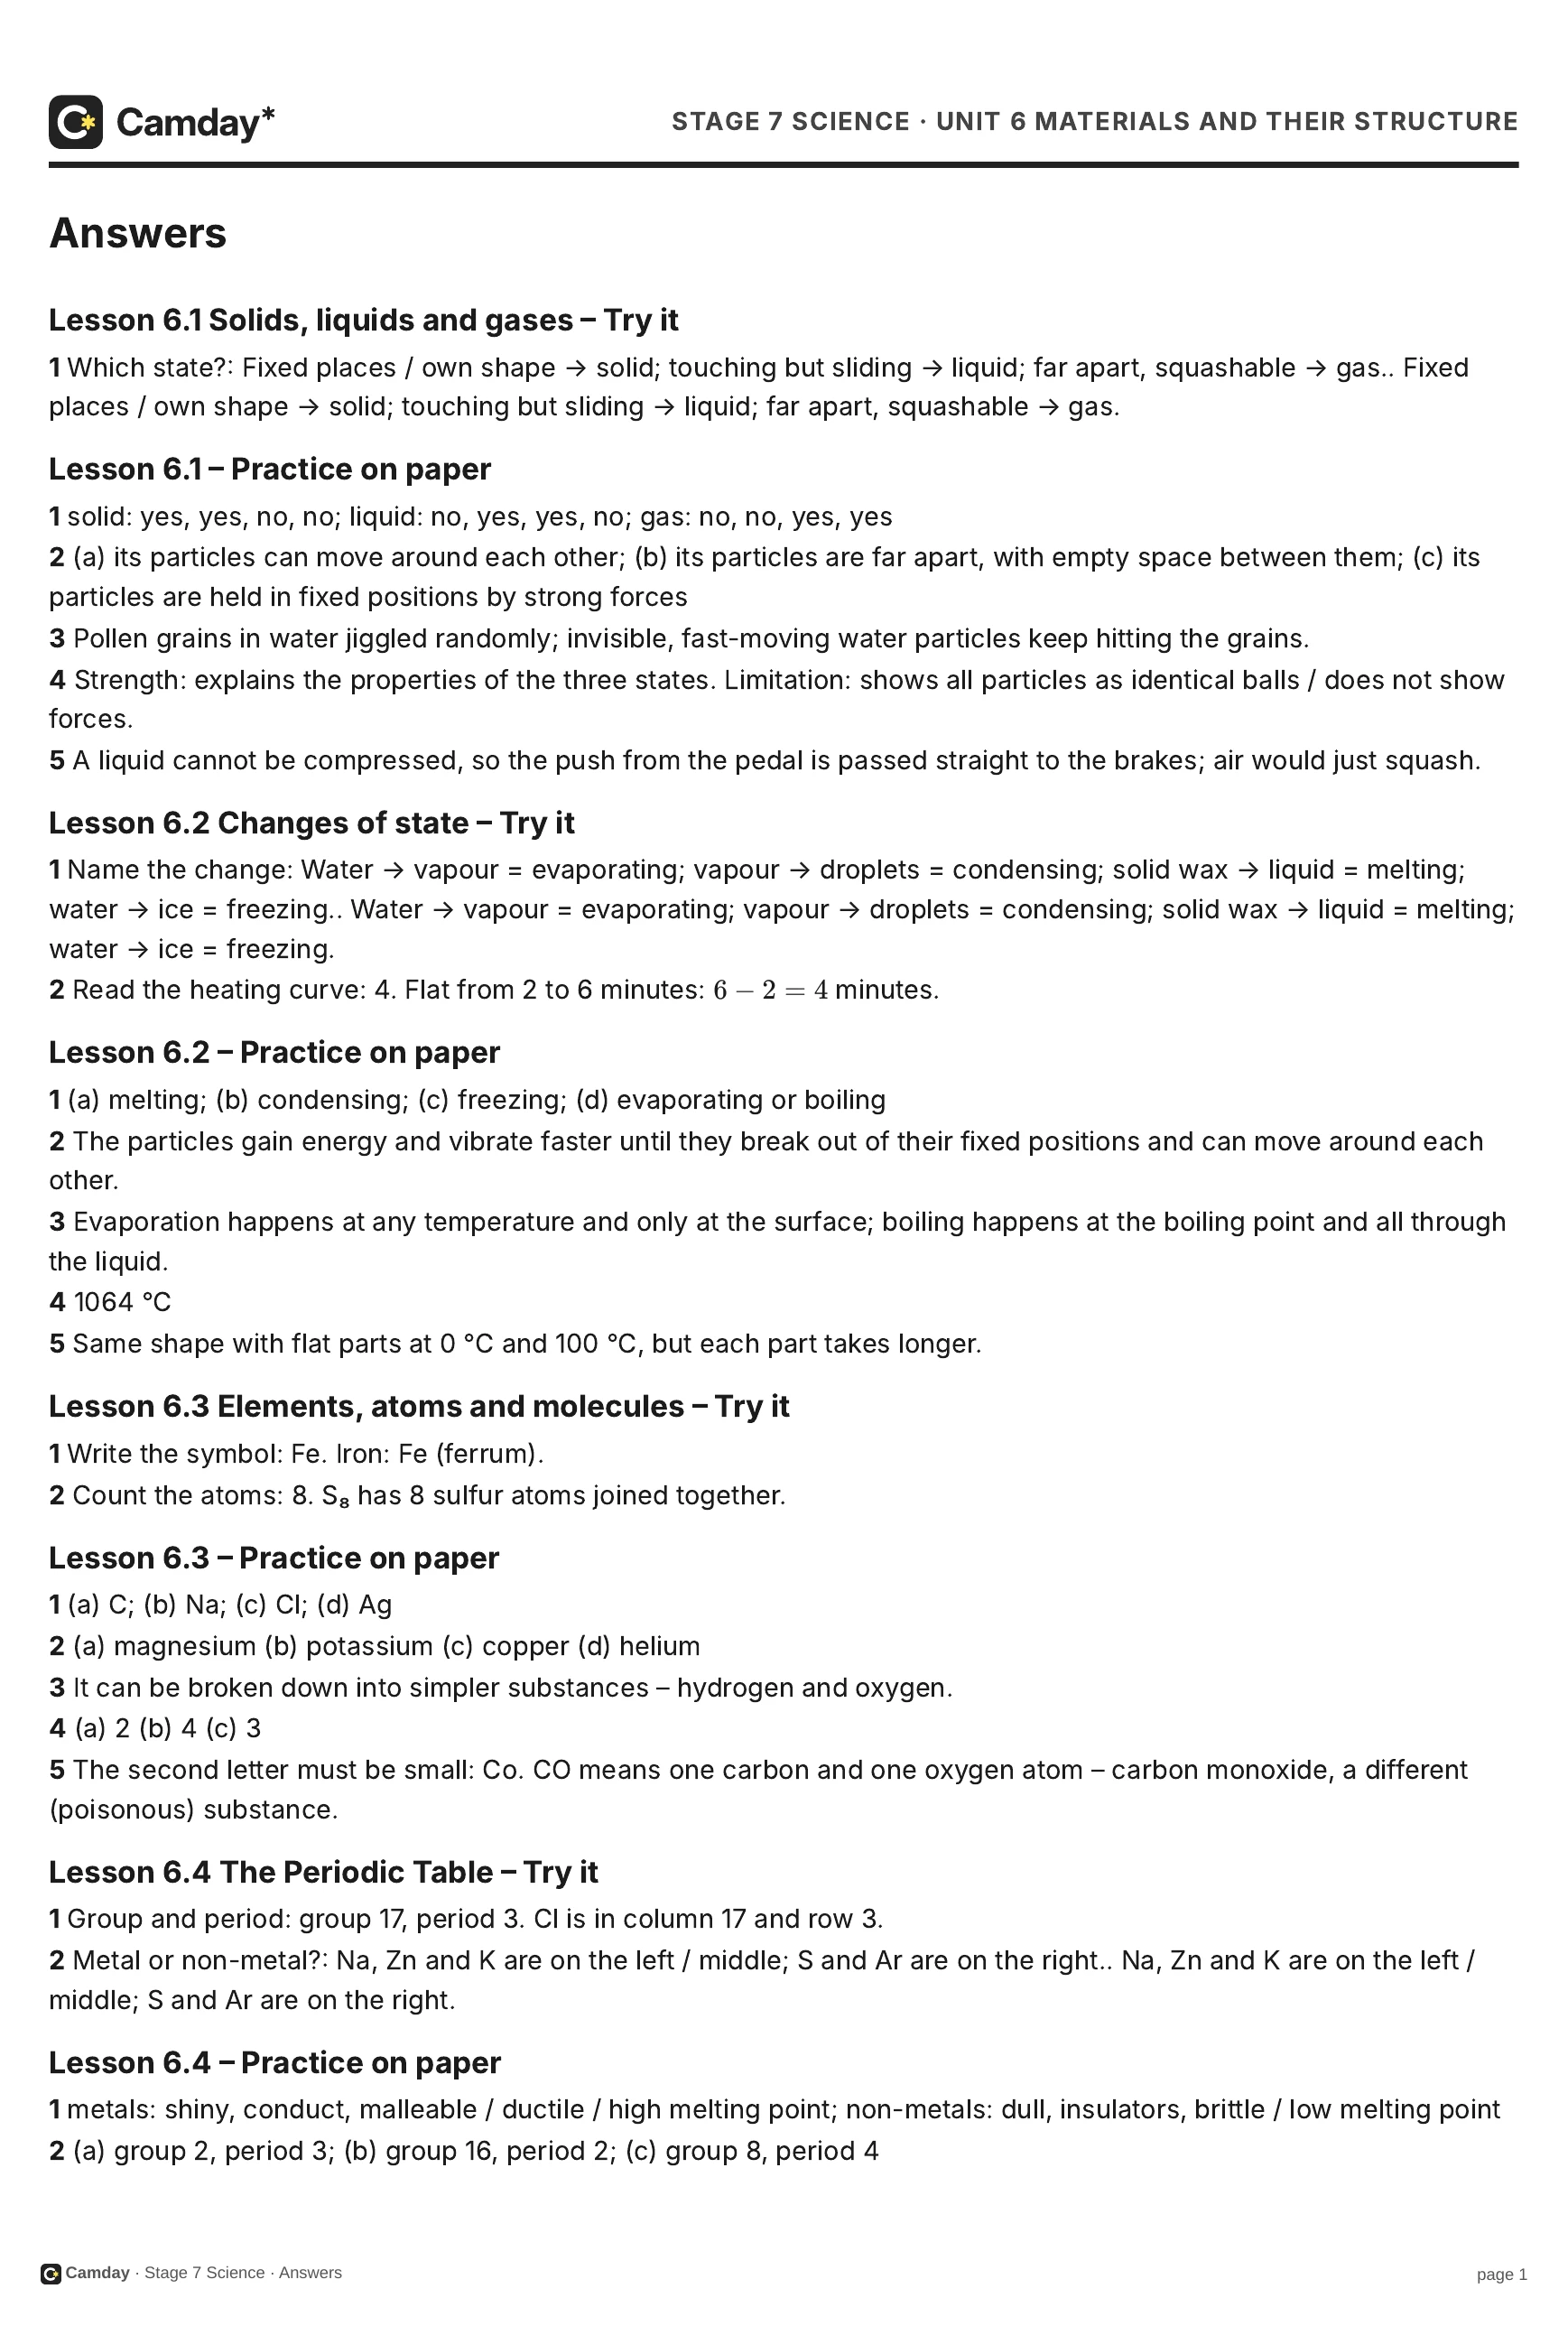 Camday*
STAGE 7 SCIENCE · UNIT 6 MATERIALS AND THEIR STRUCTURE
Answers
Lesson 6.1 Solids, liquids and gases – Try it
1 Which state?: Fixed places / own shape → solid; touching but sliding → liquid; far apart, squashable → gas.. Fixed
places / own shape → solid; touching but sliding → liquid; far apart, squashable → gas.
Lesson 6.1 – Practice on paper
1 solid: yes, yes, no, no; liquid: no, yes, yes, no; gas: no, no, yes, yes
2 (a) its particles can move around each other; (b) its particles are far apart, with empty space between them; (c) its
particles are held in fixed positions by strong forces
3 Pollen grains in water jiggled randomly; invisible, fast-moving water particles keep hitting the grains.
4 Strength: explains the properties of the three states. Limitation: shows all particles as identical balls / does not show
forces.
5 A liquid cannot be compressed, so the push from the pedal is passed straight to the brakes; air would just squash.
Lesson 6.2 Changes of state – Try it
1 Name the change: Water → vapour = evaporating; vapour → droplets = condensing; solid wax → liquid = melting;
water → ice = freezing.. Water → vapour = evaporating; vapour → droplets = condensing; solid wax → liquid = melting;
water → ice = freezing.
2 Read the heating curve: 4. Flat from 2 to 6 minutes: 6 − 2 = 4 minutes.
Lesson 6.2 – Practice on paper
1 (a) melting; (b) condensing; (c) freezing; (d) evaporating or boiling
2 The particles gain energy and vibrate faster until they break out of their fixed positions and can move around each
other.
3 Evaporation happens at any temperature and only at the surface; boiling happens at the boiling point and all through
the liquid.
4 1064 °C
5 Same shape with flat parts at 0 °C and 100 °C, but each part takes longer.
Lesson 6.3 Elements, atoms and molecules – Try it
1 Write the symbol: Fe. Iron: Fe (ferrum).
2 Count the atoms: 8. S₈ has 8 sulfur atoms joined together.
Lesson 6.3 – Practice on paper
1 (a) C; (b) Na; (c) Cl; (d) Ag
2 (a) magnesium (b) potassium (c) copper (d) helium
3 It can be broken down into simpler substances – hydrogen and oxygen.
4 (a) 2 (b) 4 (c) 3
5 The second letter must be small: Co. CO means one carbon and one oxygen atom – carbon monoxide, a different
(poisonous) substance.
Lesson 6.4 The Periodic Table – Try it
1 Group and period: group 17, period 3. Cl is in column 17 and row 3.
2 Metal or non-metal?: Na, Zn and K are on the left / middle; S and Ar are on the right.. Na, Zn and K are on the left /
middle; S and Ar are on the right.
Lesson 6.4 – Practice on paper
1 metals: shiny, conduct, malleable / ductile / high melting point; non-metals: dull, insulators, brittle / low melting point
2 (a) group 2, period 3; (b) group 16, period 2; (c) group 8, period 4
Camday · Stage 7 Science · Answers
page 1